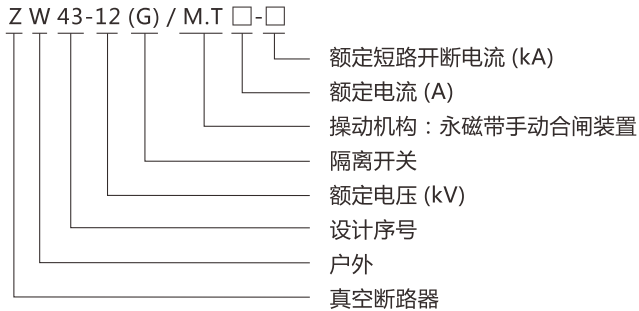 ZW43-12(G)/M.T□-□
额定短路开断电流 (kA)
额定电流 (A)
操动机构：永磁带手动合闸装置
隔离开关
额定电压 (kV)
设计序号
户外
真空断路器